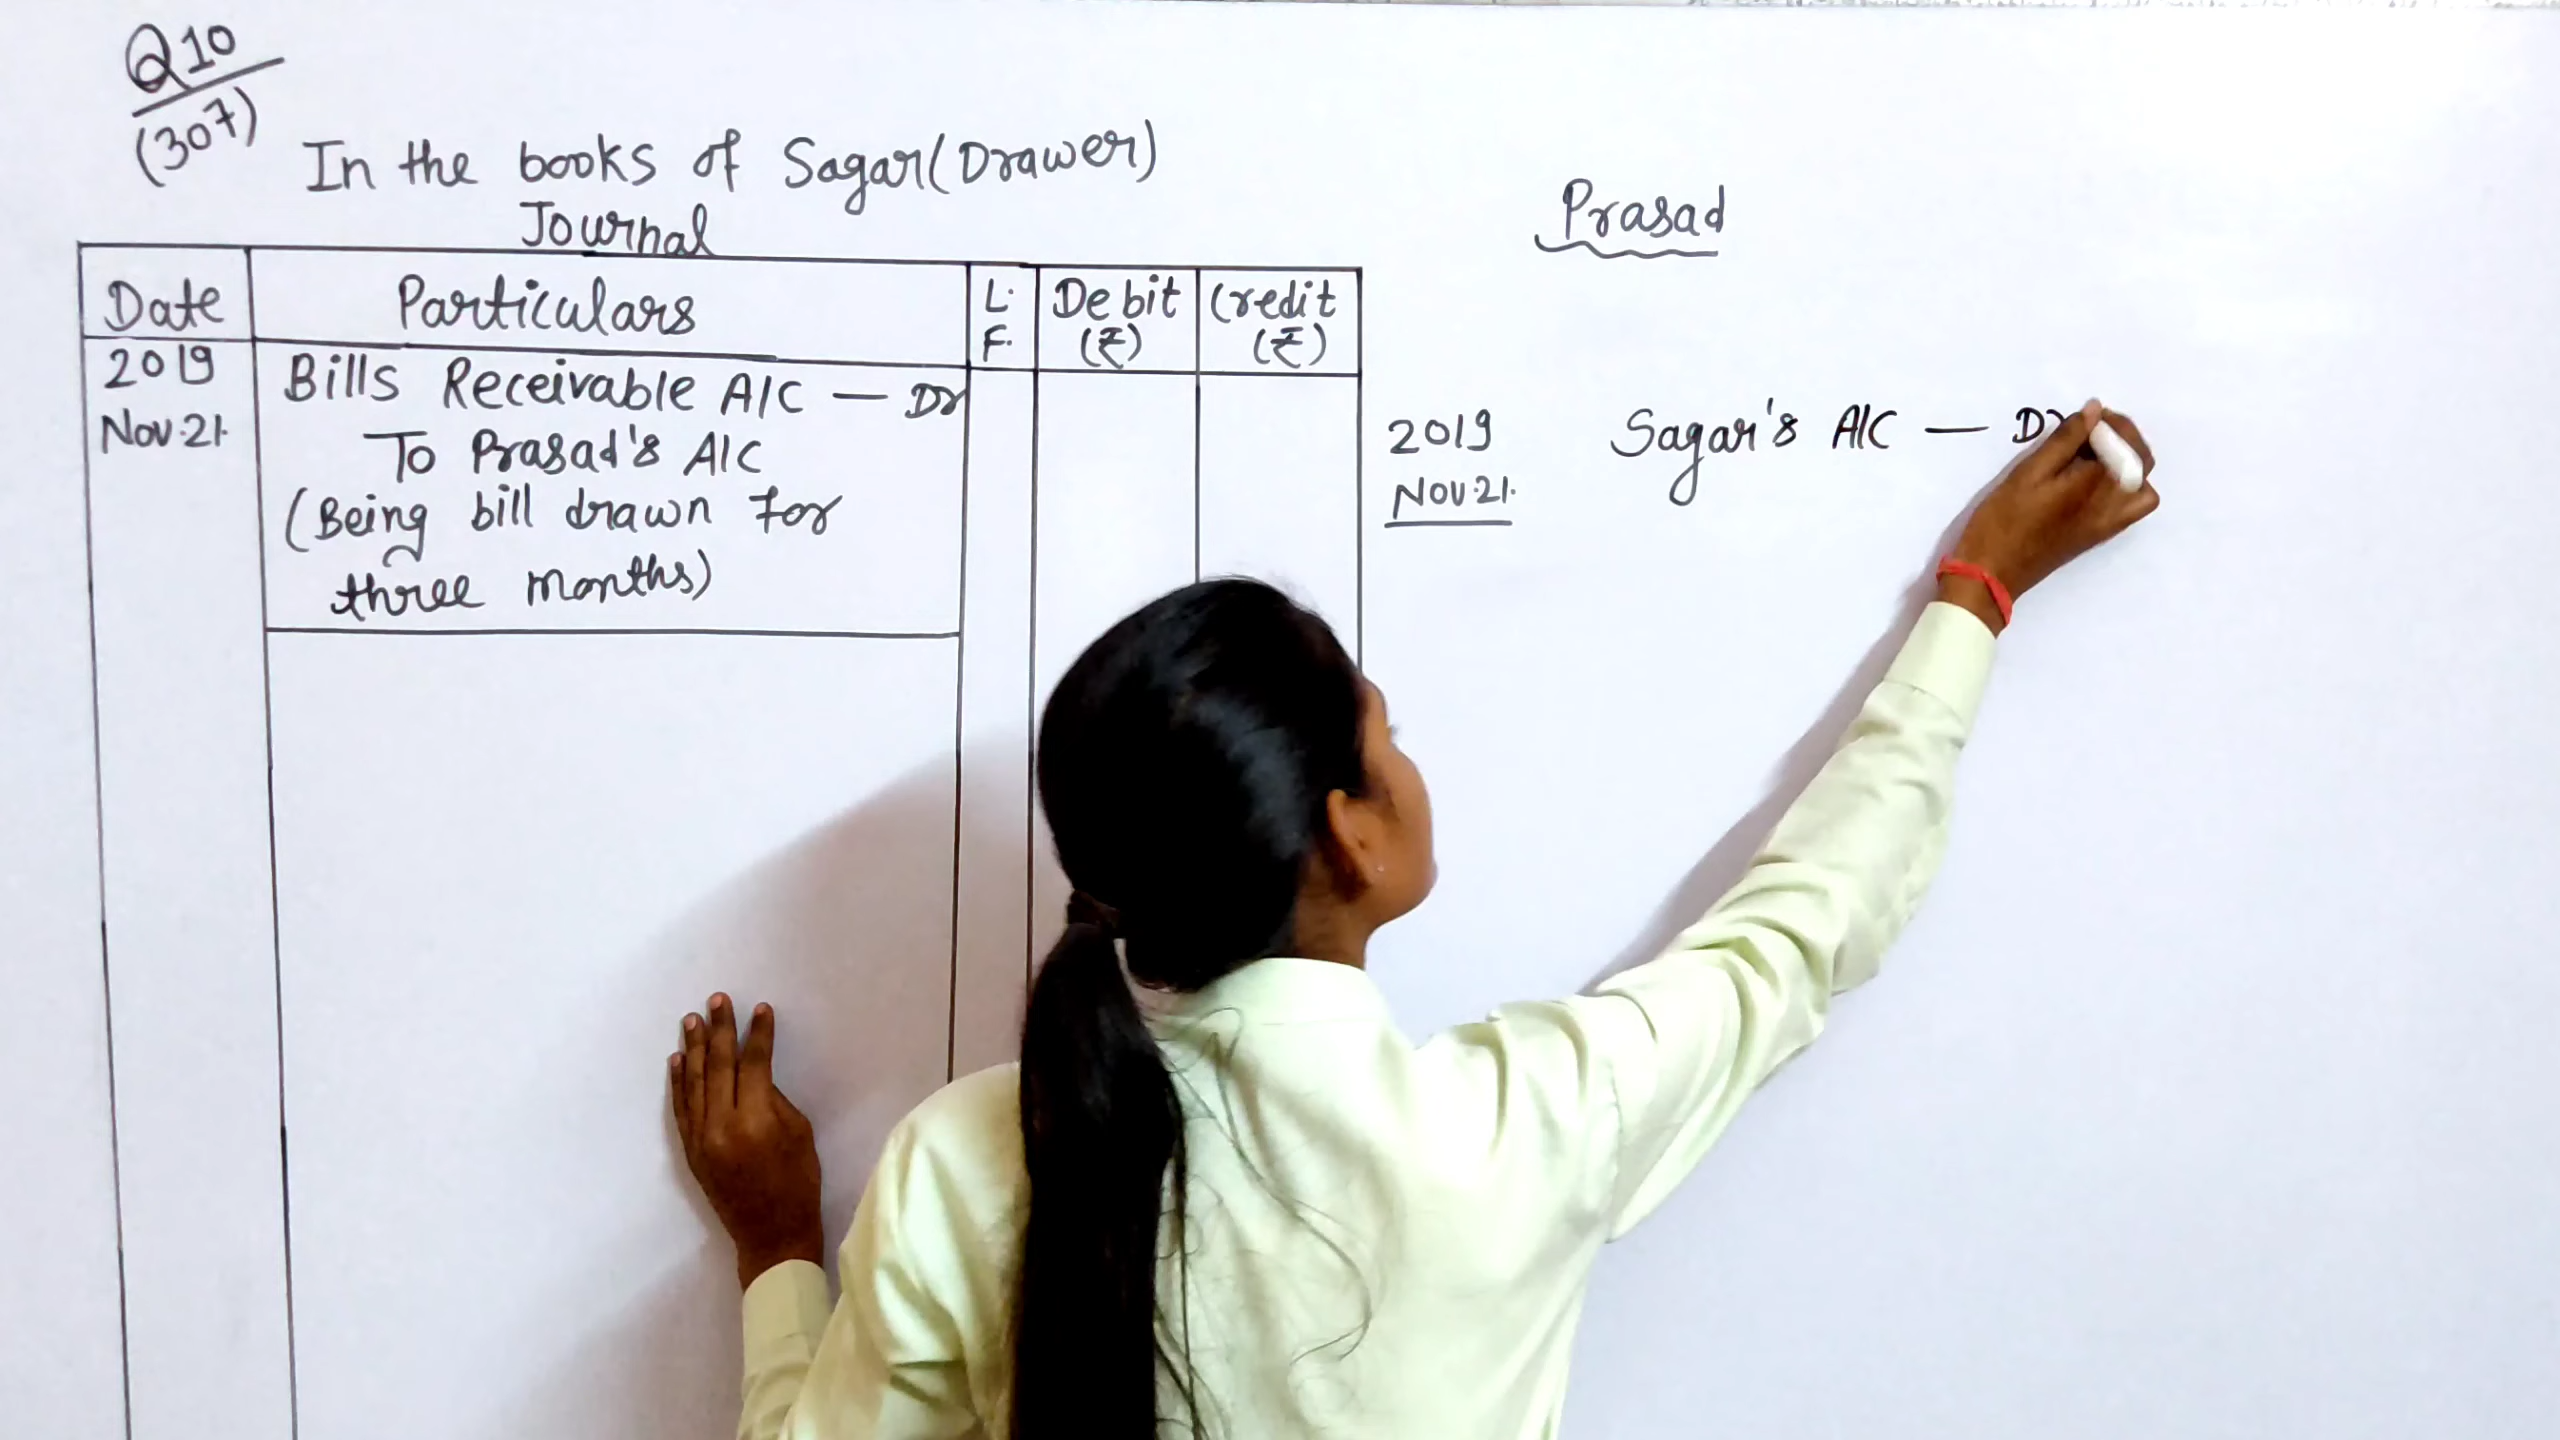 Q10
(307)
In the books of Sagar(Drawer)
Journal
Date Particulars L. F. Debit (₹) Credit (₹)
2019 Bills Receivable A/C — Dr
Nov.21. To Prasad's A/C
(Being bill drawn for
three months)
Prasad
2019 Sagar's A/C — Dr
Nov.21.